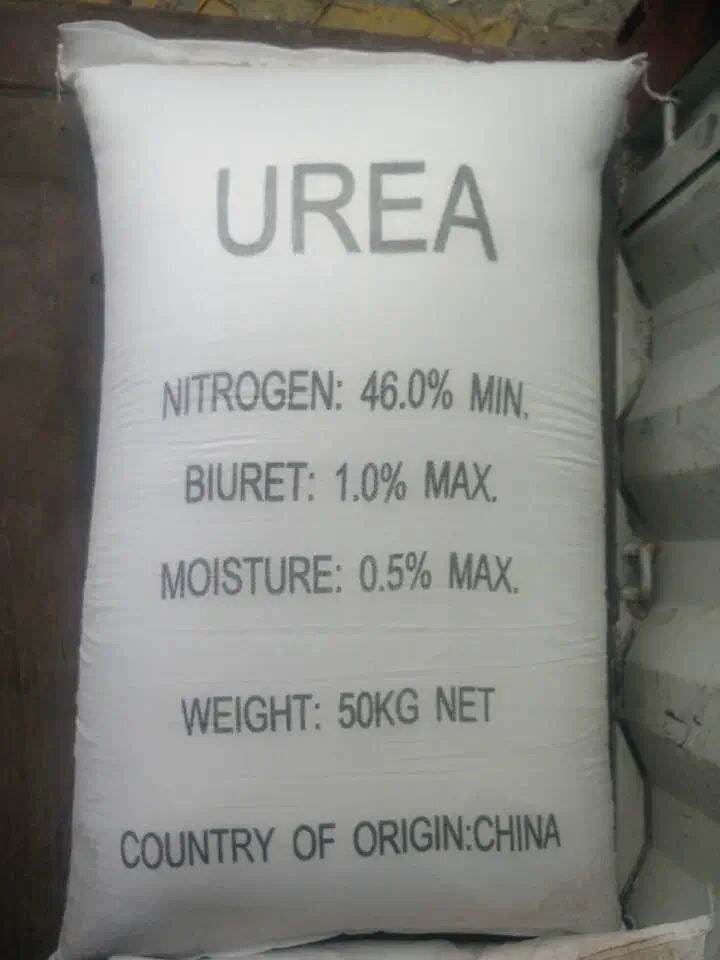 UREA
NITROGEN: 46.0% MIN.
BIURET: 1.0% MAX.
MOISTURE: 0.5% MAX.
WEIGHT: 50KG NET
COUNTRY OF ORIGIN:CHINA